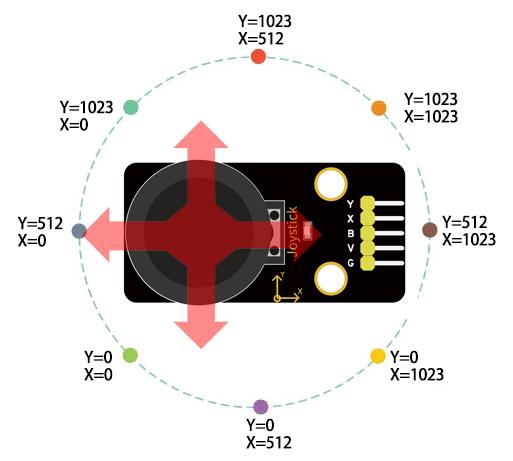 Y=1023
X=512
Y=1023
X=0
Y=1023
X=1023
Y=512
X=0
Joystick
Y
X
B
V
G
Y
X
Y=512
X=1023
Y=0
X=0
Y=0
X=1023
Y=0
X=512